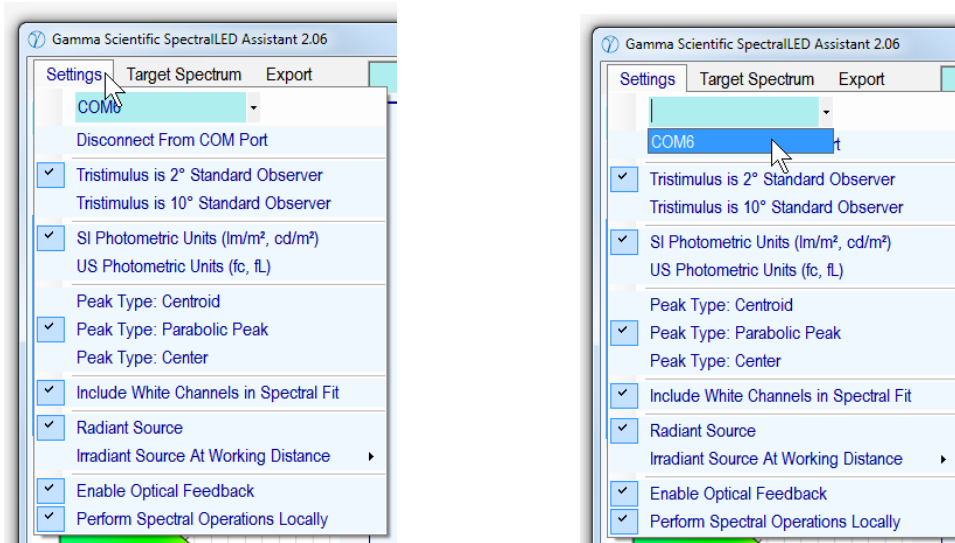 Gamma Scientific SpectralLED Assistant 2.06
Settings Target Spectrum Export
COM6
Disconnect From COM Port
Tristimulus is 2° Standard Observer
Tristimulus is 10° Standard Observer
SI Photometric Units (lm/m², cd/m²)
US Photometric Units (fc, fL)
Peak Type: Centroid
Peak Type: Parabolic Peak
Peak Type: Center
Include White Channels in Spectral Fit
Radiant Source
Irradiant Source At Working Distance
Enable Optical Feedback
Perform Spectral Operations Locally
Gamma Scientific SpectralLED Assistant 2.06
Settings Target Spectrum Export
COM6
rt
Tristimulus is 2° Standard Observer
Tristimulus is 10° Standard Observer
SI Photometric Units (lm/m², cd/m²)
US Photometric Units (fc, fL)
Peak Type: Centroid
Peak Type: Parabolic Peak
Peak Type: Center
Include White Channels in Spectral Fit
Radiant Source
Irradiant Source At Working Distance
Enable Optical Feedback
Perform Spectral Operations Locally